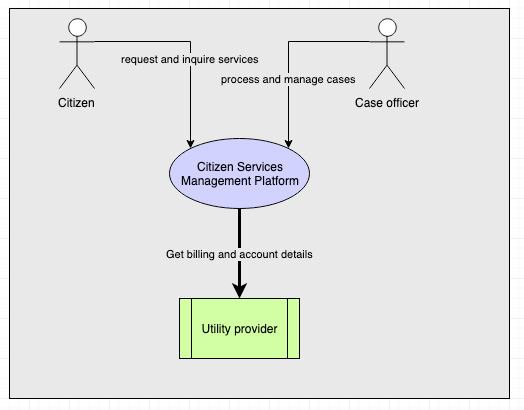 request and inquire services
process and manage cases
Citizen
Case officer
Citizen Services
Management Platform
Get billing and account details
Utility provider